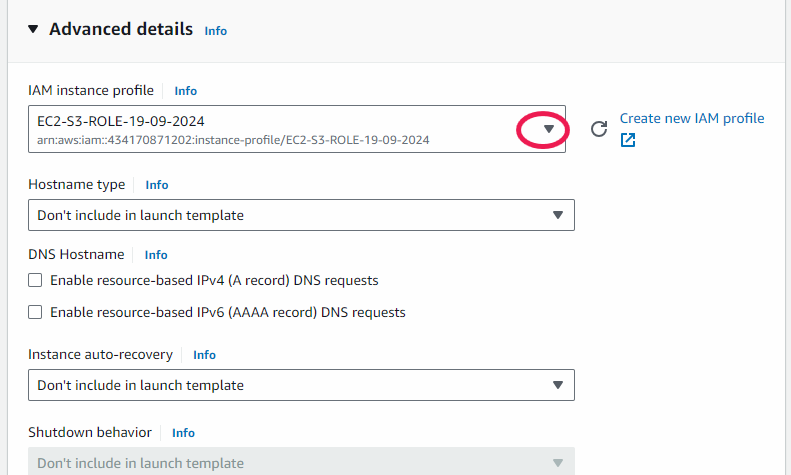 Advanced details Info
IAM instance profile Info
EC2-S3-ROLE-19-09-2024
arn:aws:iam::434170871202:instance-profile/EC2-S3-ROLE-19-09-2024
Create new IAM profile
Hostname type Info
Don't include in launch template
DNS Hostname Info
Enable resource-based IPv4 (A record) DNS requests
Enable resource-based IPv6 (AAAA record) DNS requests
Instance auto-recovery Info
Don't include in launch template
Shutdown behavior Info
Don't include in launch template